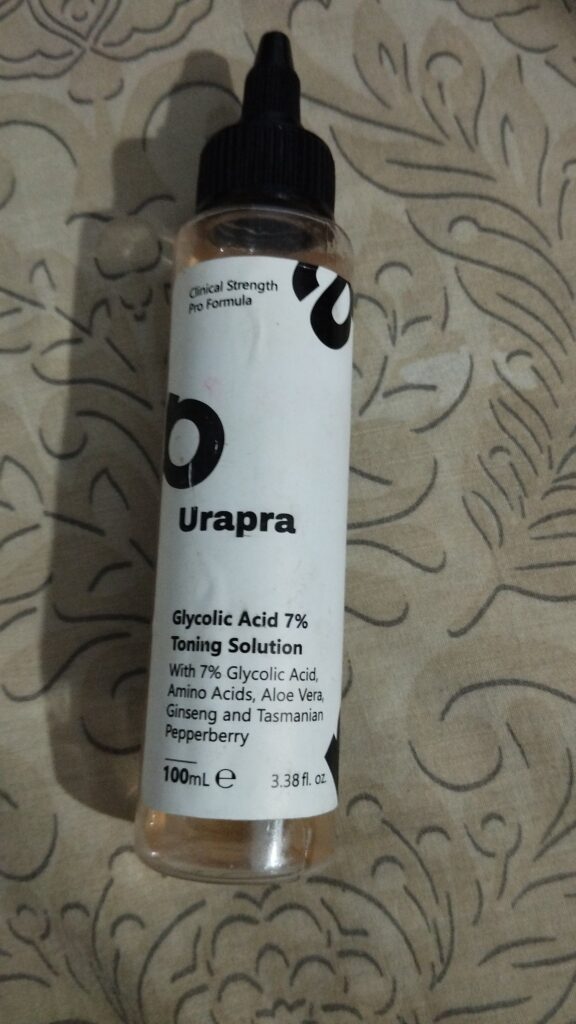 Clinical Strength
Pro Formula
Urapra
Glycolic Acid 7%
Toning Solution
With 7% Glycolic Acid,
Amino Acids, Aloe Vera,
Ginseng and Tasmanian
Pepperberry
100mL ℮
3.38 fl. oz